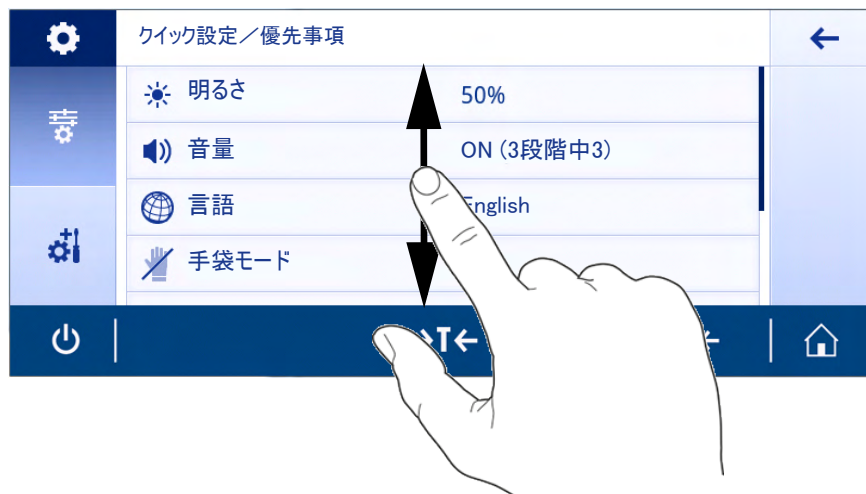 クイック設定／優先事項
明るさ 50%
音量 ON (3段階中3)
言語 English
手袋モード
T